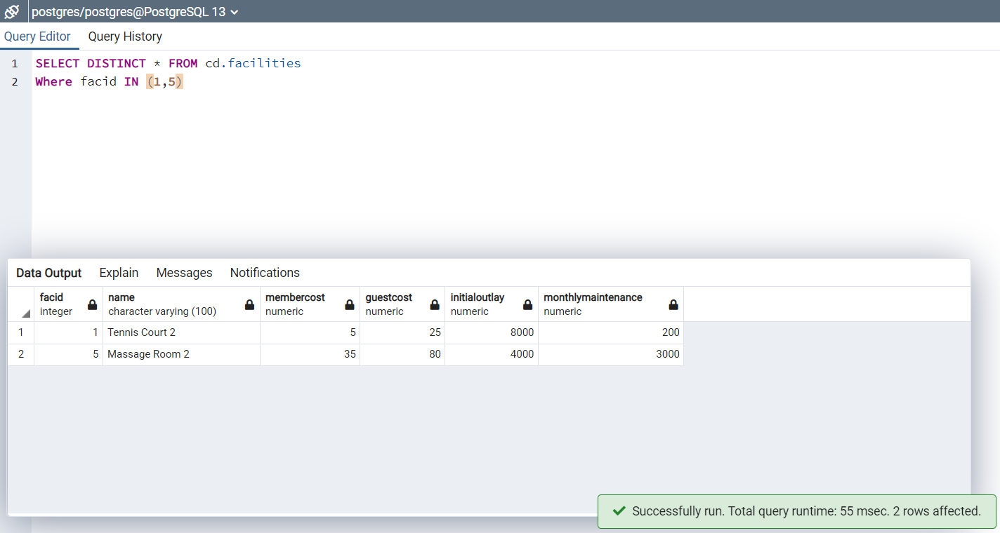 postgres/postgres@PostgreSQL 13
Query Editor Query History
1 SELECT DISTINCT * FROM cd.facilities
2 Where facid IN (1,5)
Data Output Explain Messages Notifications
facid name membercost guestcost initialoutlay monthlymaintenance
integer character varying (100) numeric numeric numeric numeric
1 1 Tennis Court 2 5 25 8000 200
2 5 Massage Room 2 35 80 4000 3000
Successfully run. Total query runtime: 55 msec. 2 rows affected.